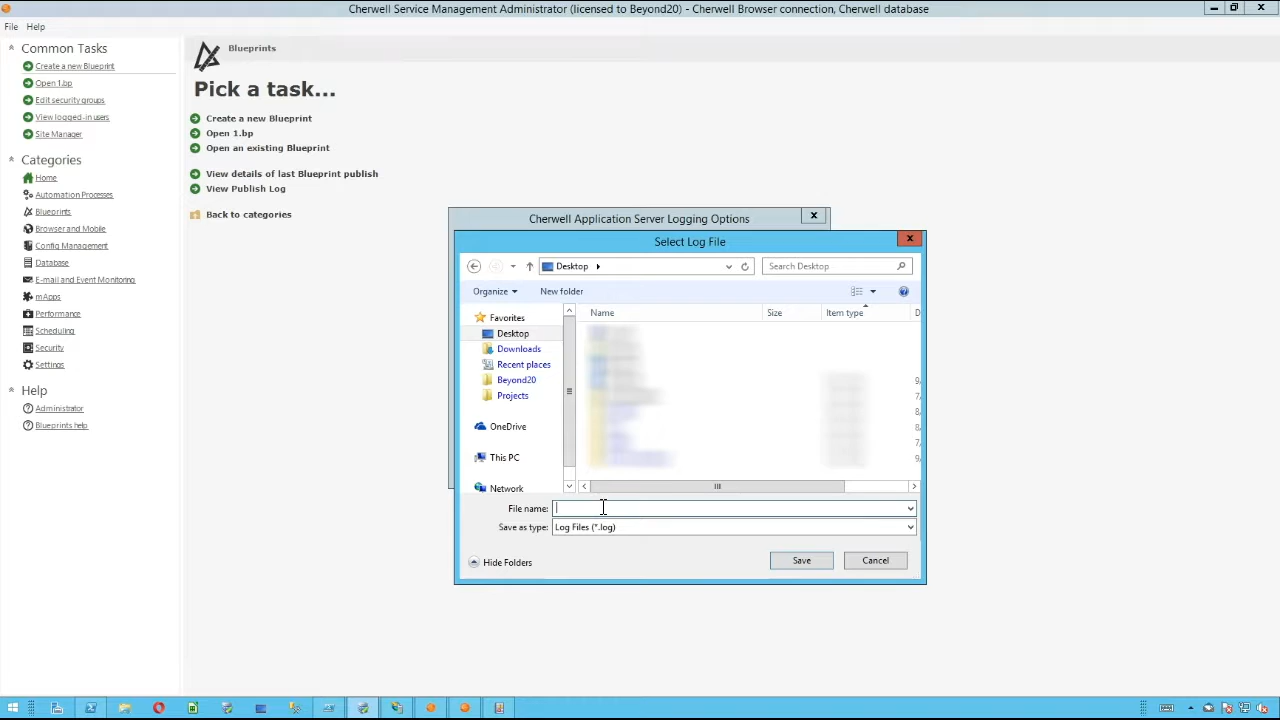 Cherwell Service Management Administrator (licensed to Beyond20) - Cherwell Browser connection, Cherwell database
File Help
Common Tasks
Create a new Blueprint
Open 1.bp
Edit security groups
View logged-in users
Site Manager
Categories
Home
Automation Processes
Blueprints
Browser and Mobile
Config Management
Database
E-mail and Event Monitoring
mApps
Performance
Scheduling
Security
Settings
Help
Administrator
Blueprints help
Blueprints
Pick a task...
Create a new Blueprint
Open 1.bp
Open an existing Blueprint
View details of last Blueprint publish
View Publish Log
Back to categories
Cherwell Application Server Logging Options
Select Log File
Desktop
Search Desktop
Organize
New folder
Favorites
Desktop
Downloads
Recent places
Beyond20
Projects
OneDrive
This PC
Network
Name Size Item type D
9/
7/
8/
8/
7/
9/
File name:
Save as type: Log Files (*.log)
Hide Folders
Save
Cancel